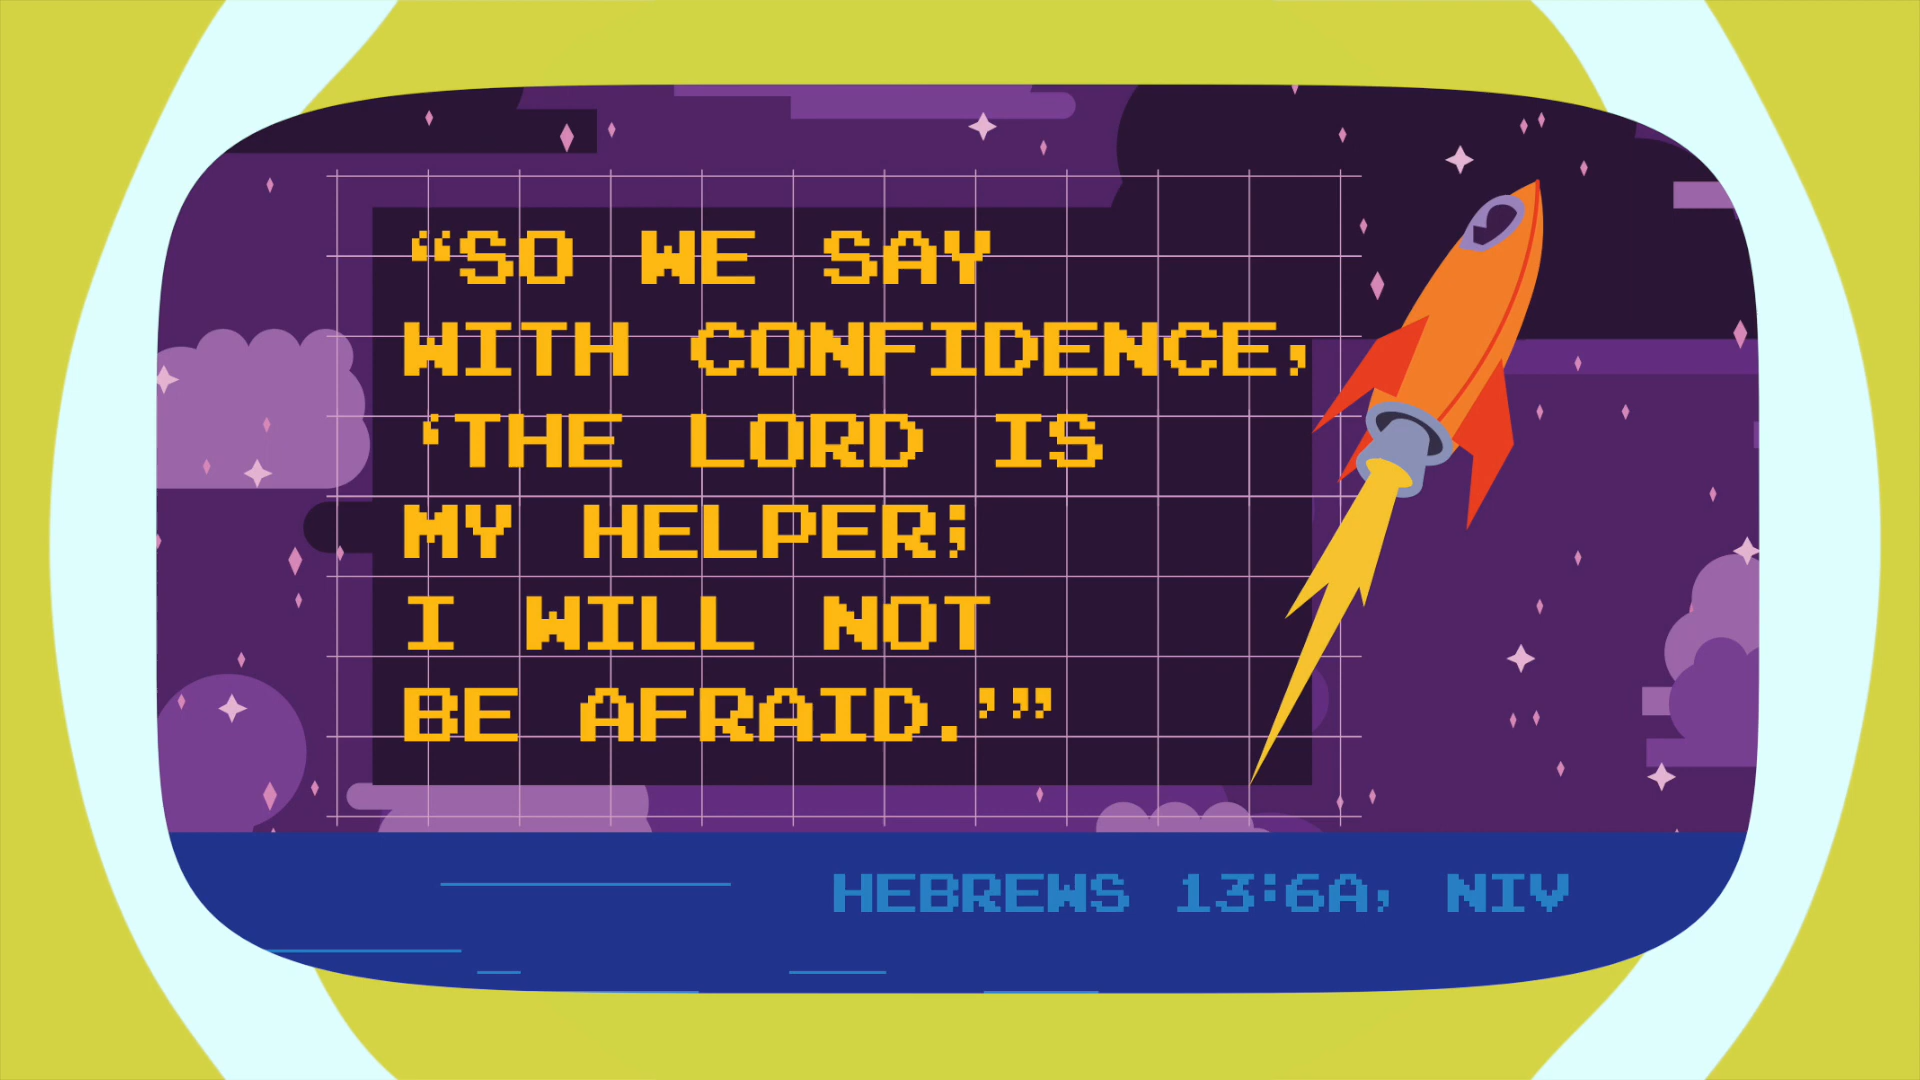 “SO WE SAY
WITH CONFIDENCE,
‘THE LORD IS
MY HELPER;
I WILL NOT
BE AFRAID.’”
HEBREWS 13:6A, NIV